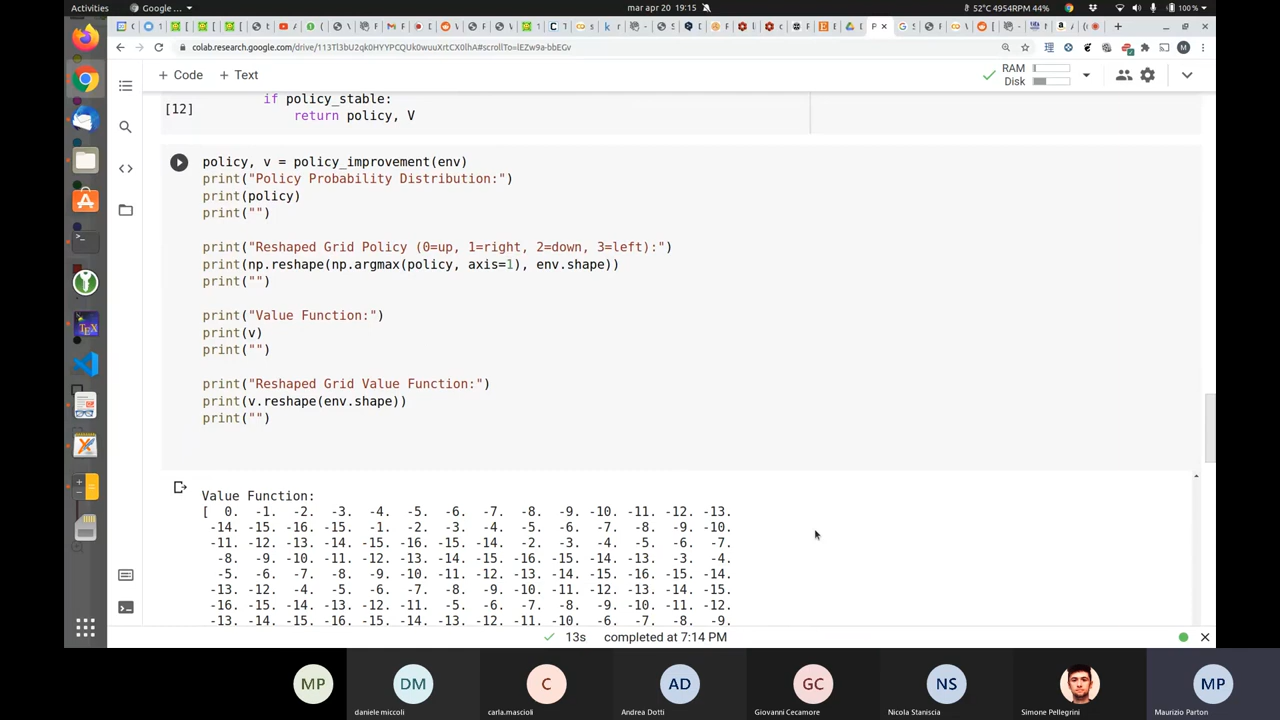 Activities
Google ...
mar apr 20 19:15
52°C 4954RPM 44%
100 %
colab.research.google.com/drive/113Tl3bU2qk0HYYPCQUk0wuuXrtCX0lhA#scrollTo=lEZw9a-bbEGv
+ Code + Text
RAM
Disk
if policy_stable:
[12]
return policy, V
policy, v = policy_improvement(env)
print("Policy Probability Distribution:")
print(policy)
print("")
print("Reshaped Grid Policy (0=up, 1=right, 2=down, 3=left):")
print(np.reshape(np.argmax(policy, axis=1), env.shape))
print("")
print("Value Function:")
print(v)
print("")
print("Reshaped Grid Value Function:")
print(v.reshape(env.shape))
print("")
Value Function:
[ 0. -1. -2. -3. -4. -5. -6. -7. -8. -9. -10. -11. -12. -13.
-14. -15. -16. -15. -1. -2. -3. -4. -5. -6. -7. -8. -9. -10.
-11. -12. -13. -14. -15. -16. -15. -14. -2. -3. -4. -5. -6. -7.
-8. -9. -10. -11. -12. -13. -14. -15. -16. -15. -14. -13. -3. -4.
-5. -6. -7. -8. -9. -10. -11. -12. -13. -14. -15. -16. -15. -14.
-13. -12. -4. -5. -6. -7. -8. -9. -10. -11. -12. -13. -14. -15.
-16. -15. -14. -13. -12. -11. -5. -6. -7. -8. -9. -10. -11. -12.
-13. -14. -15. -16. -15. -14. -13. -12. -11. -10. -6. -7. -8. -9.
13s completed at 7:14 PM
MP
DM
C
AD
GC
NS
MP
daniele miccoli
carla.mascioli
Andrea Dotti
Giovanni Cecamore
Nicola Staniscia
Simone Pellegrini
Maurizio Parton